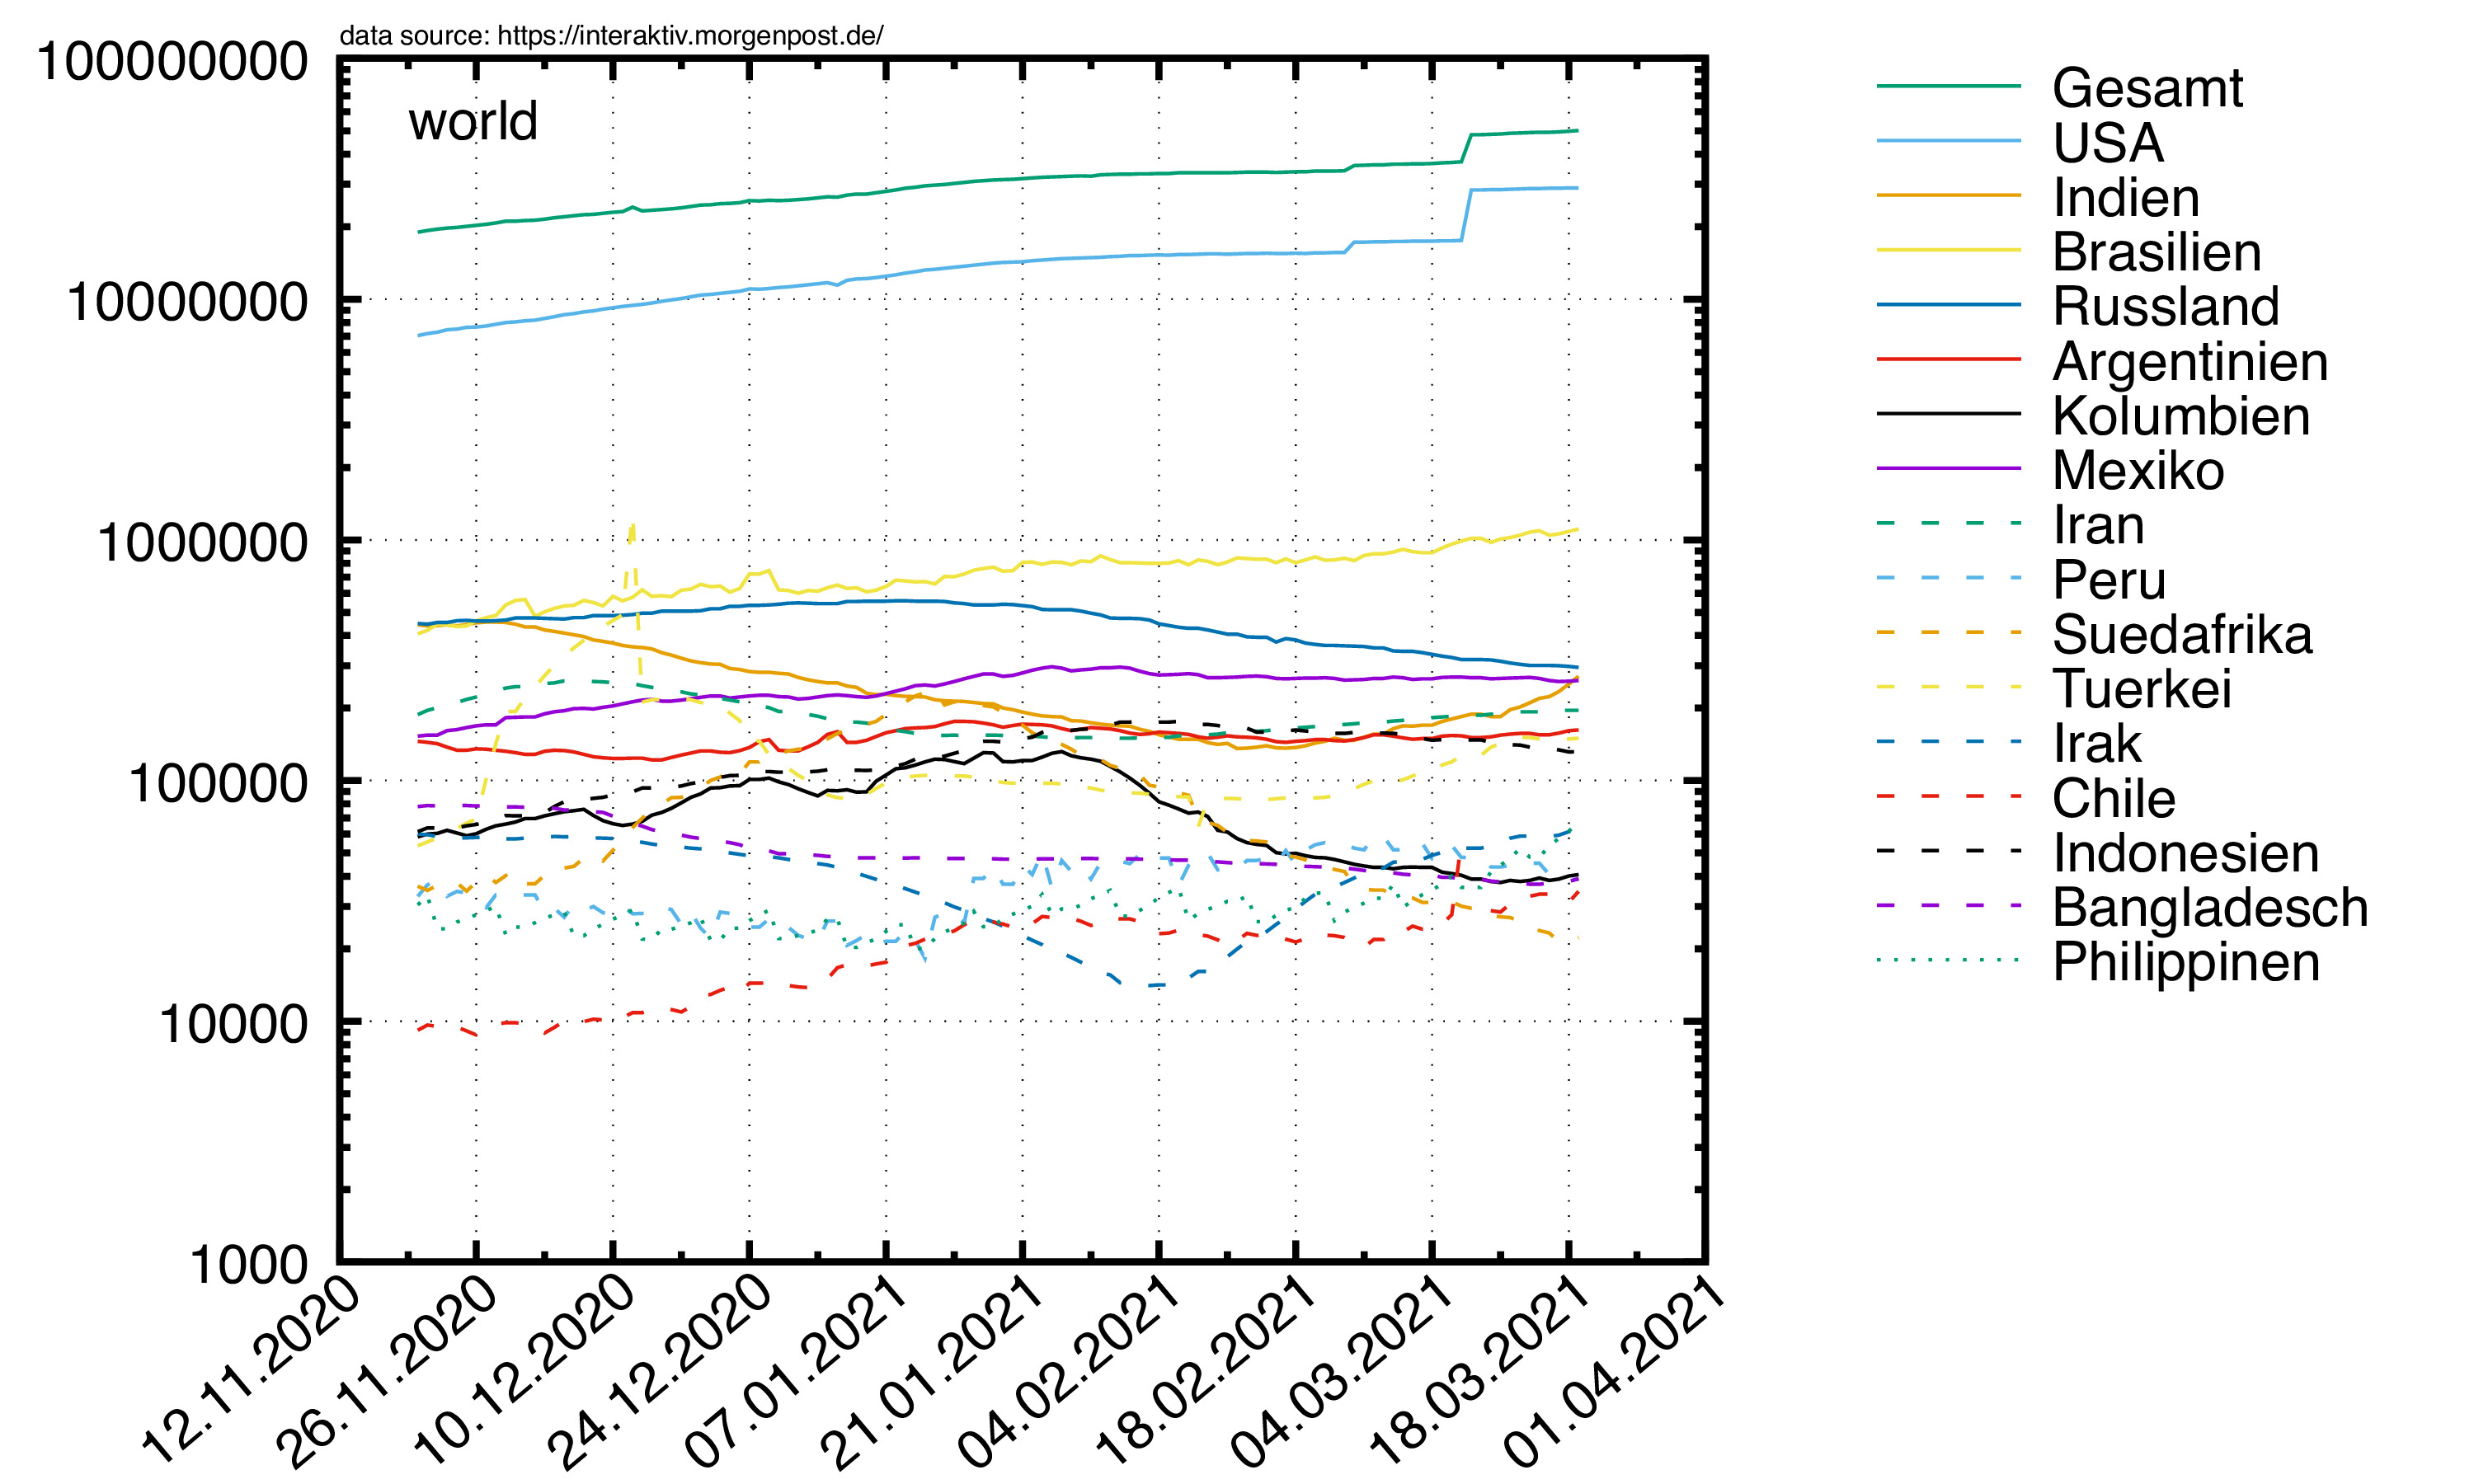 data source: https://interaktiv.morgenpost.de/
world
100000000
10000000
1000000
100000
10000
1000
12.11.2020
26.11.2020
10.12.2020
24.12.2020
07.01.2021
21.01.2021
04.02.2021
18.02.2021
04.03.2021
18.03.2021
01.04.2021
Gesamt
USA
Indien
Brasilien
Russland
Argentinien
Kolumbien
Mexiko
Iran
Peru
Suedafrika
Tuerkei
Irak
Chile
Indonesien
Bangladesch
Philippinen